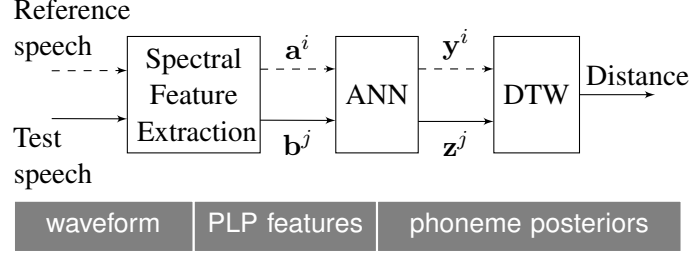 Reference
speech
Spectral
Feature
Extraction
a^i
b^j
ANN
y^i
z^j
DTW
Distance
Test
speech
waveform
PLP features
phoneme posteriors